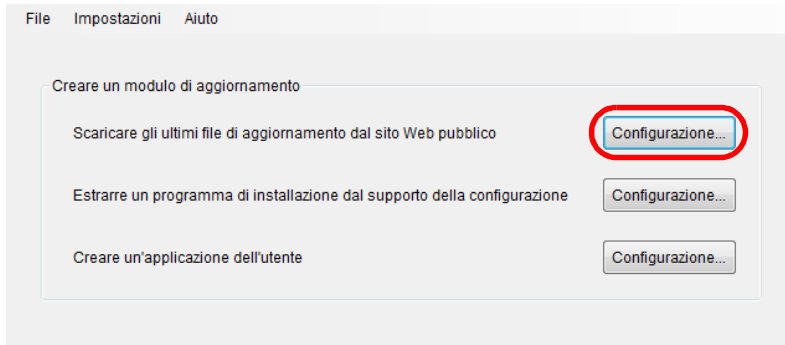 File Impostazioni Aiuto
Creare un modulo di aggiornamento
Scaricare gli ultimi file di aggiornamento dal sito Web pubblico Configurazione...
Estrarre un programma di installazione dal supporto della configurazione Configurazione...
Creare un'applicazione dell'utente Configurazione...